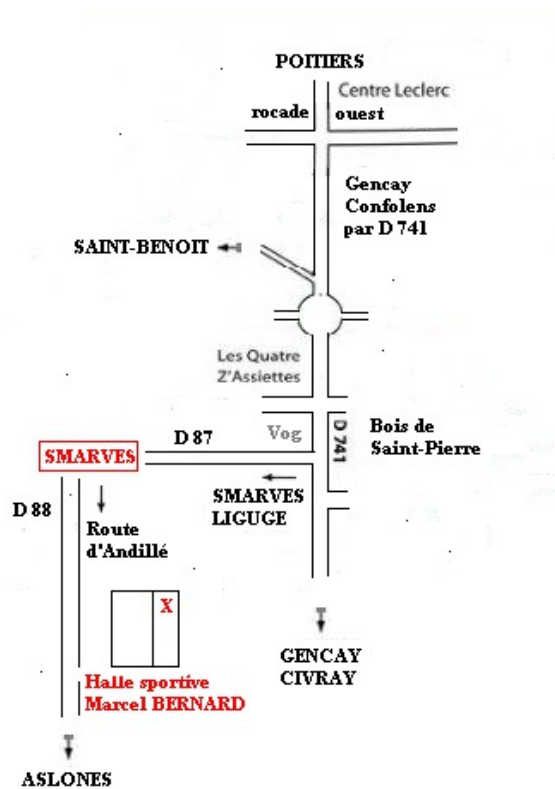 POITIERS
Centre Leclerc
rocade ouest
Gencay
Confolens
par D 741
SAINT-BENOIT
Les Quatre
Z'Assiettes
D 741
Bois de
Saint-Pierre
Vog
D 87
SMARVES
SMARVES
LIGUGE
D 88
Route
d'Andillé
X
GENCAY
CIVRAY
Halle sportive
Marcel BERNARD
ASLONES